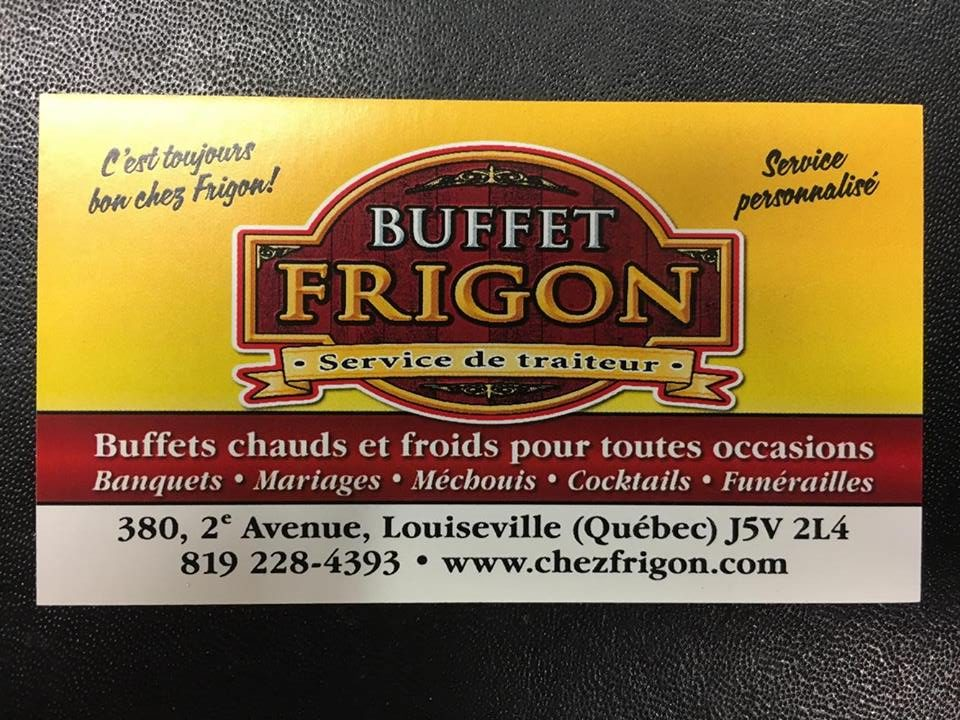 C'est toujours
bon chez Frigon!
Service
personnalisé
BUFFET
FRIGON
• Service de traiteur •
Buffets chauds et froids pour toutes occasions
Banquets • Mariages • Méchouis • Cocktails • Funérailles
380, 2e Avenue, Louiseville (Québec) J5V 2L4
819 228-4393 • www.chezfrigon.com